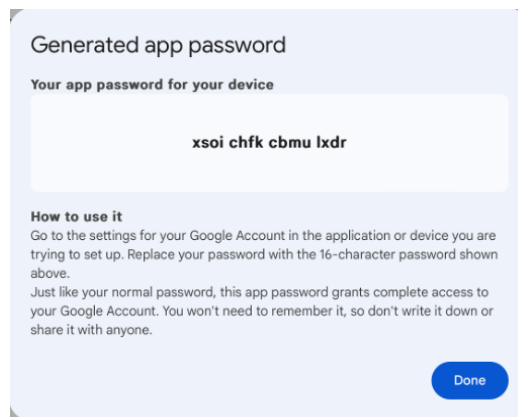 Generated app password
Your app password for your device
xsoi chfk cbmu lxdr
How to use it
Go to the settings for your Google Account in the application or device you are
trying to set up. Replace your password with the 16-character password shown
above.
Just like your normal password, this app password grants complete access to
your Google Account. You won't need to remember it, so don't write it down or
share it with anyone.
Done